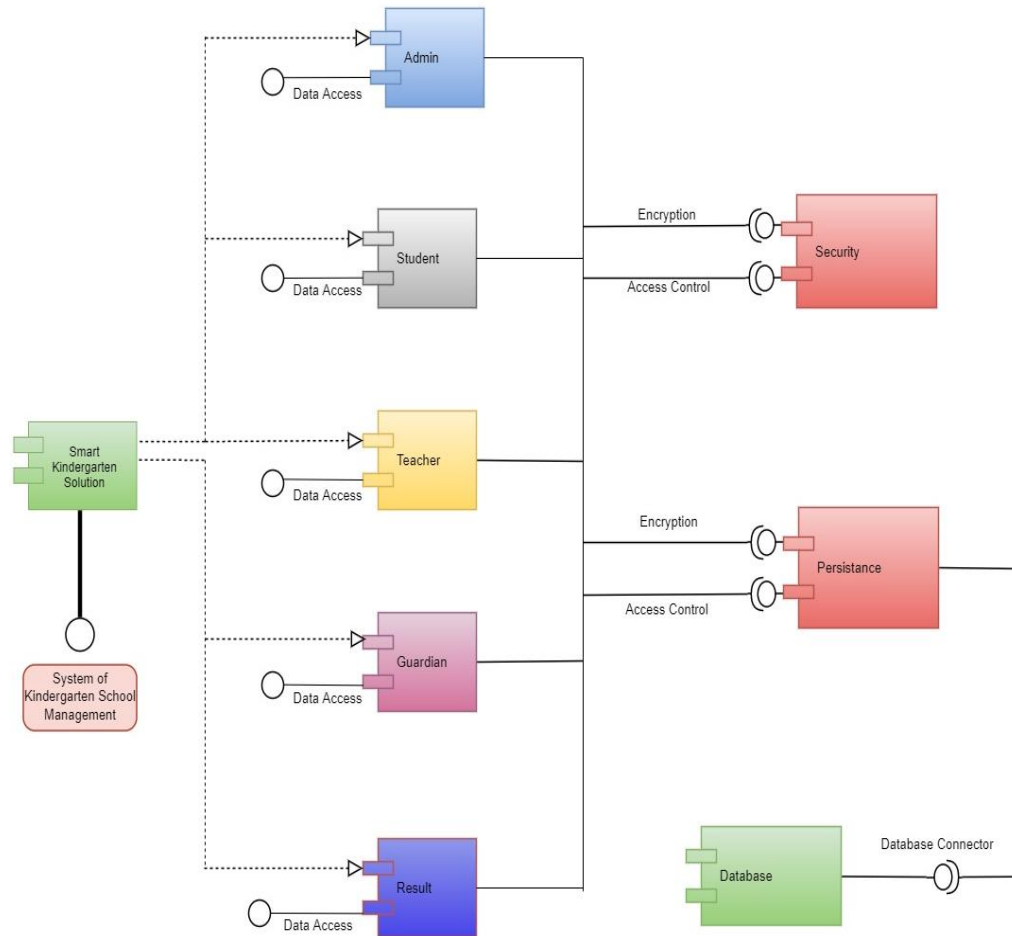 Admin
Data Access
Encryption
Student
Security
Data Access
Access Control
Smart
Kindergarten
Solution
Teacher
Data Access
Encryption
Persistance
Access Control
Guardian
Data Access
System of
Kindergarten School
Management
Database Connector
Result
Database
Data Access